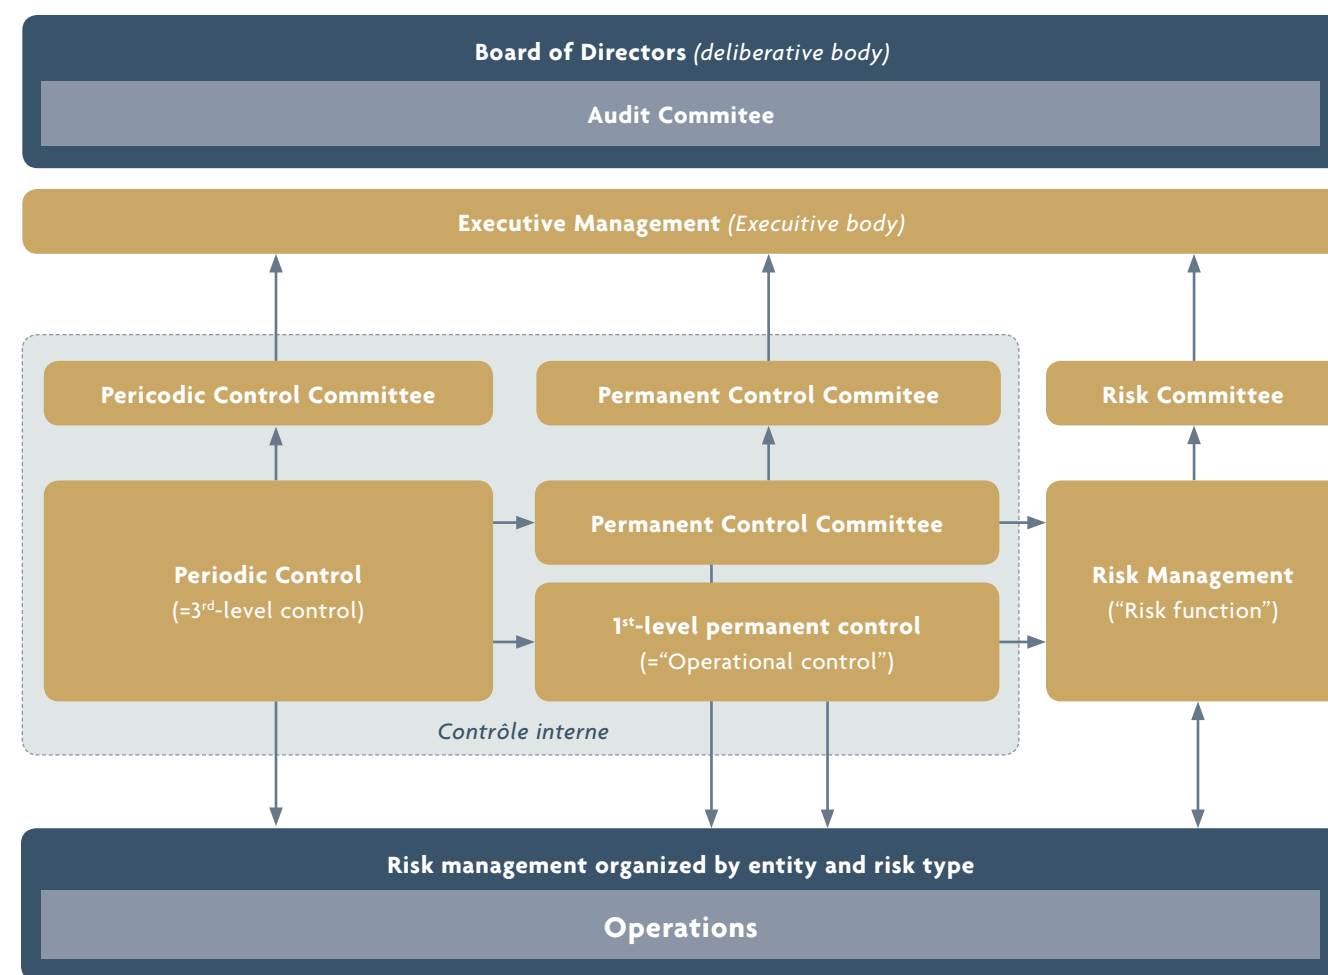 Board of Directors (deliberative body)
Audit Commitee
Executive Management (Execuitive body)
Pericodic Control Committee
Permanent Control Commitee
Risk Committee
Permanent Control Committee
Periodic Control
(=3rd-level control)
1st-level permanent control
(=“Operational control”)
Risk Management
(“Risk function”)
Contrôle interne
Risk management organized by entity and risk type
Operations